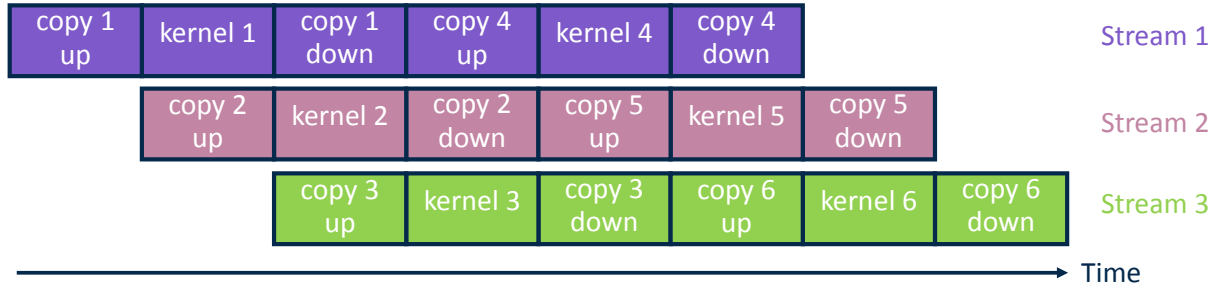 copy 1
up
kernel 1
copy 1
down
copy 4
up
kernel 4
copy 4
down
Stream 1
copy 2
up
kernel 2
copy 2
down
copy 5
up
kernel 5
copy 5
down
Stream 2
copy 3
up
kernel 3
copy 3
down
copy 6
up
kernel 6
copy 6
down
Stream 3
Time